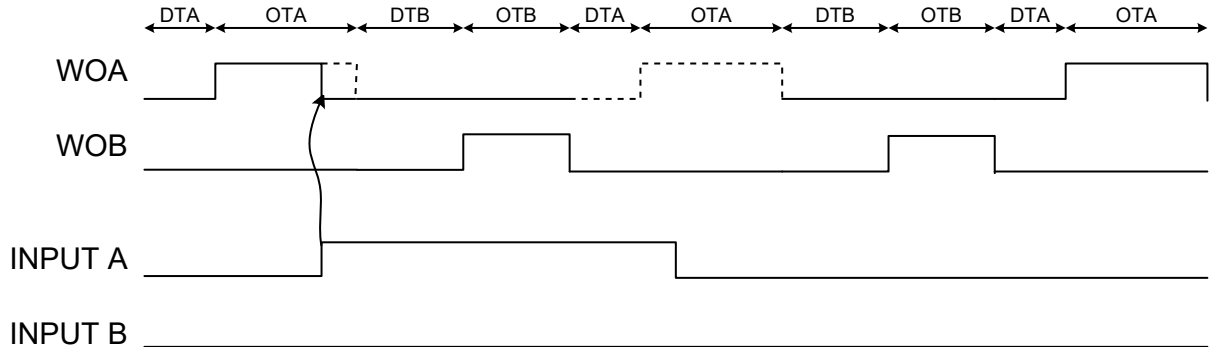 DTA OTA DTB OTB DTA OTA DTB OTB DTA OTA
WOA
WOB
INPUT A
INPUT B